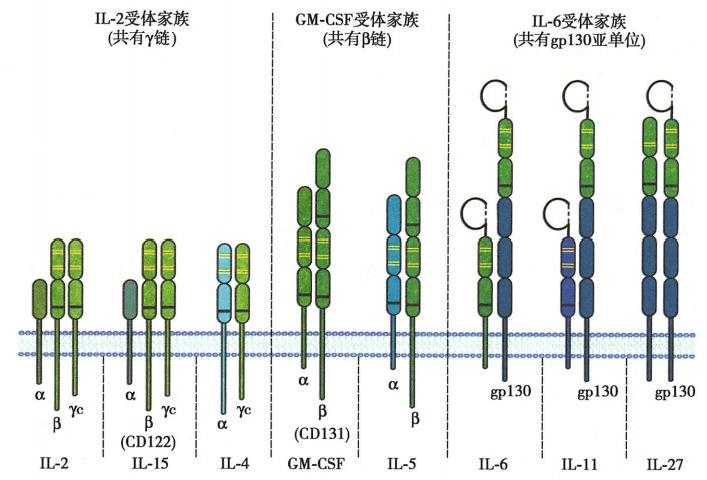 IL-2受体家族
(共有γ链)
GM-CSF受体家族
(共有β链)
IL-6受体家族
(共有gp130亚单位)
α
β
γc
α
β
(CD122)
γc
α
γc
α
β
(CD131)
α
β
gp130
gp130
gp130
IL-2
IL-15
IL-4
GM-CSF
IL-5
IL-6
IL-11
IL-27